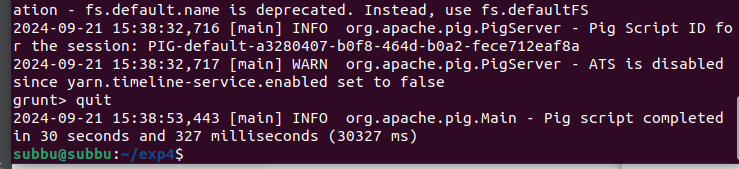 ation - fs.default.name is deprecated. Instead, use fs.defaultFS
2024-09-21 15:38:32,716 [main] INFO  org.apache.pig.PigServer - Pig Script ID fo
r the session: PIG-default-a3280407-b0f8-464d-b0a2-fece712eaf8a
2024-09-21 15:38:32,717 [main] WARN  org.apache.pig.PigServer - ATS is disabled
since yarn.timeline-service.enabled set to false
grunt> quit
2024-09-21 15:38:53,443 [main] INFO  org.apache.pig.Main - Pig script completed
in 30 seconds and 327 milliseconds (30327 ms)
subbu@subbu:~/exp4$